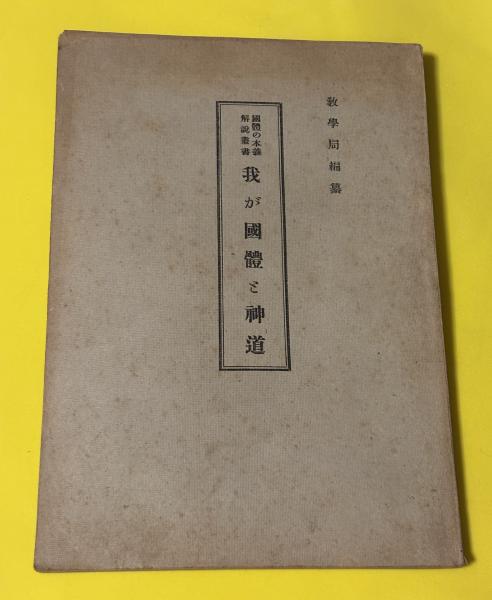 教學局編纂
國體の本義
解說叢書
我が國體と神道